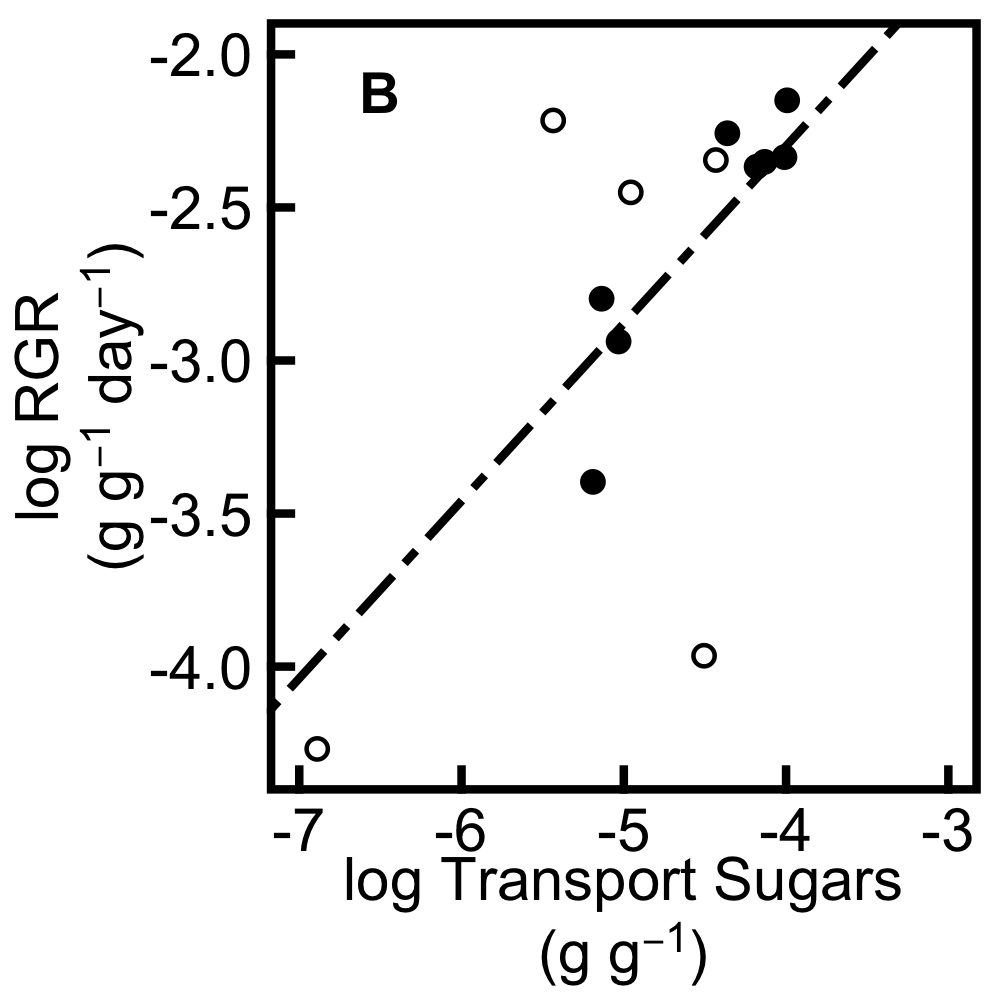 B
log RGR
(g g⁻¹ day⁻¹)
-2.0
-2.5
-3.0
-3.5
-4.0
-7 -6 -5 -4 -3
log Transport Sugars
(g g⁻¹)